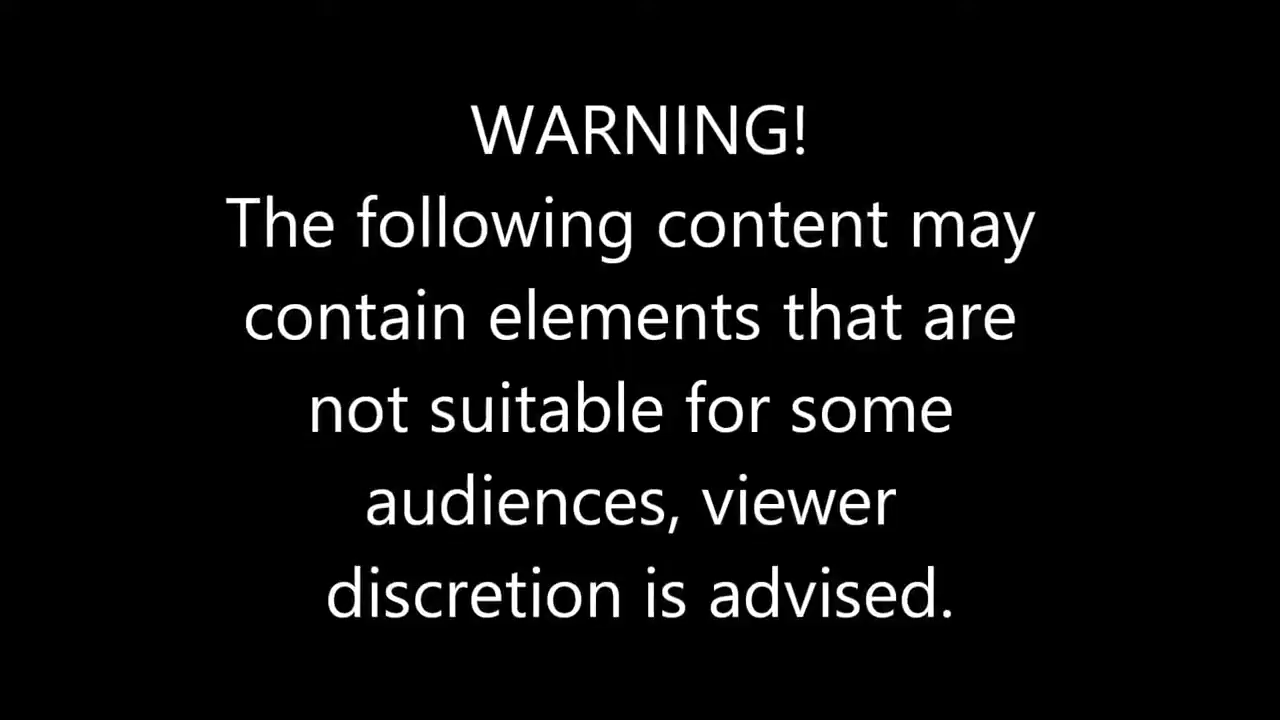 WARNING!
The following content may
contain elements that are
not suitable for some
audiences, viewer
discretion is advised.